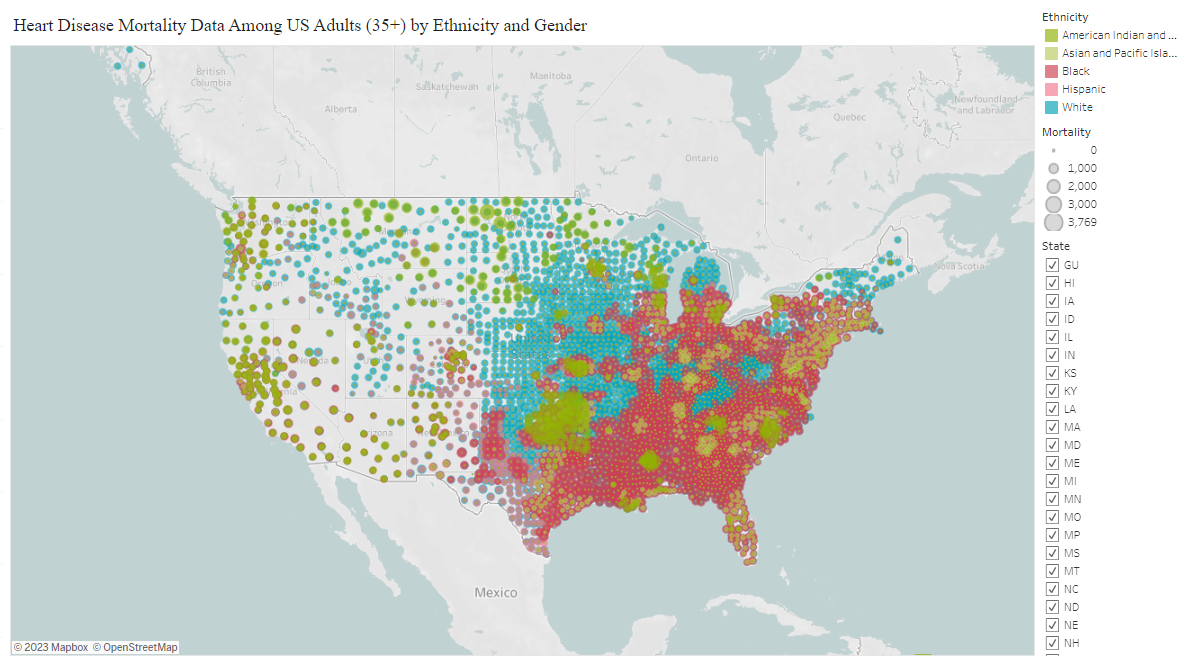 Heart Disease Mortality Data Among US Adults (35+) by Ethnicity and Gender
British
Columbia
Alberta
Saskatchewan
Manitoba
Ontario
Quebec
Newfoundland
and Labrador
Nova Scotia
Mexico
© 2023 Mapbox © OpenStreetMap
Ethnicity
American Indian and ...
Asian and Pacific Isla...
Black
Hispanic
White
Mortality
0
1,000
2,000
3,000
3,769
State
GU
HI
IA
ID
IL
IN
KS
KY
LA
MA
MD
ME
MI
MN
MO
MP
MS
MT
NC
ND
NE
NH